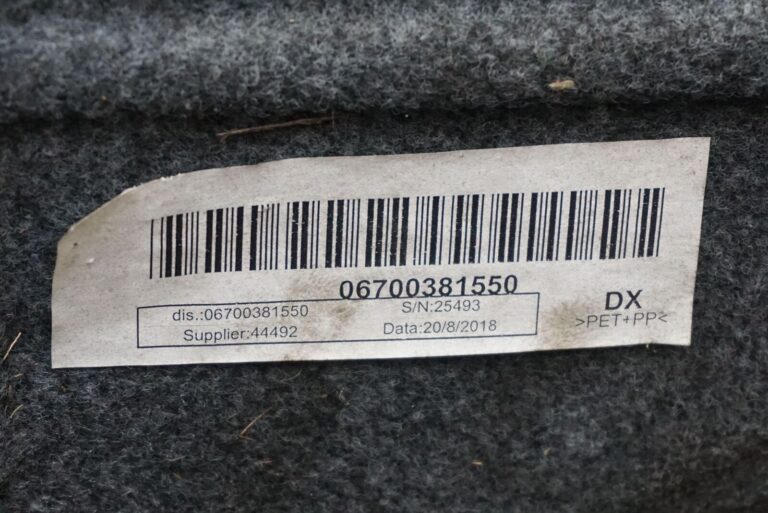 06700381550
dis.:06700381550 S/N:25493
Supplier:44492 Data:20/8/2018
DX
>PET+PP<